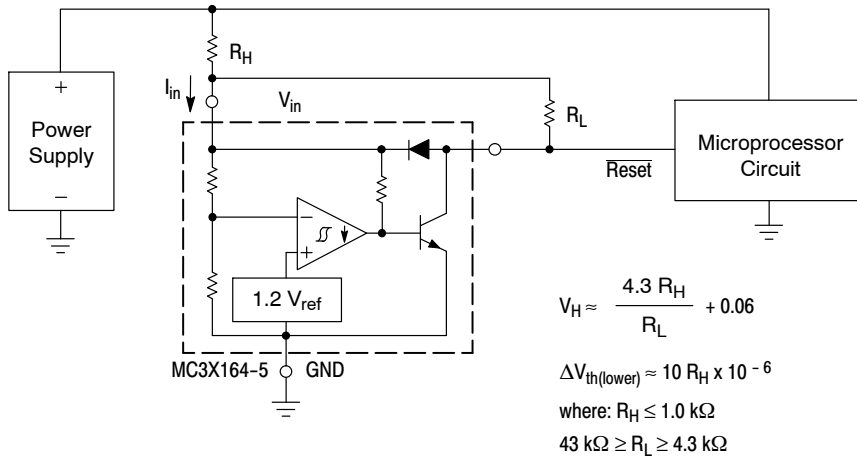 R_H
I_in
V_in
+
Power
Supply
−
R_L
Reset
Microprocessor
Circuit
−
+
1.2 V_ref
MC3X164-5
GND
V_H ≈ 4.3 R_H / R_L + 0.06
ΔV_th(lower) ≈ 10 R_H x 10^-6
where: R_H ≤ 1.0 kΩ
43 kΩ ≥ R_L ≥ 4.3 kΩ